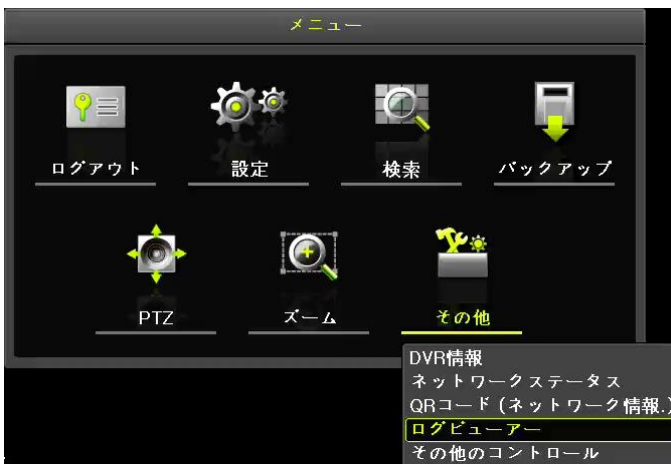 メニュー
ログアウト 設定 検索 バックアップ
PTZ ズーム その他
DVR情報
ネットワークステータス
QRコード (ネットワーク情報.)
ログビューアー
その他のコントロール